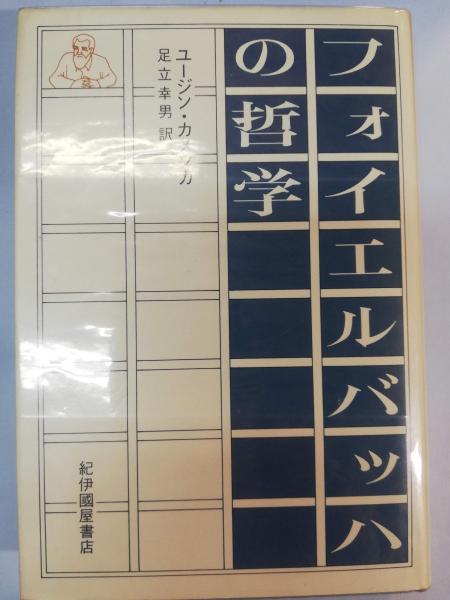 フォイエルバッハ
の哲学
ユージン・カメンカ
足立幸男 訳
紀伊國屋書店